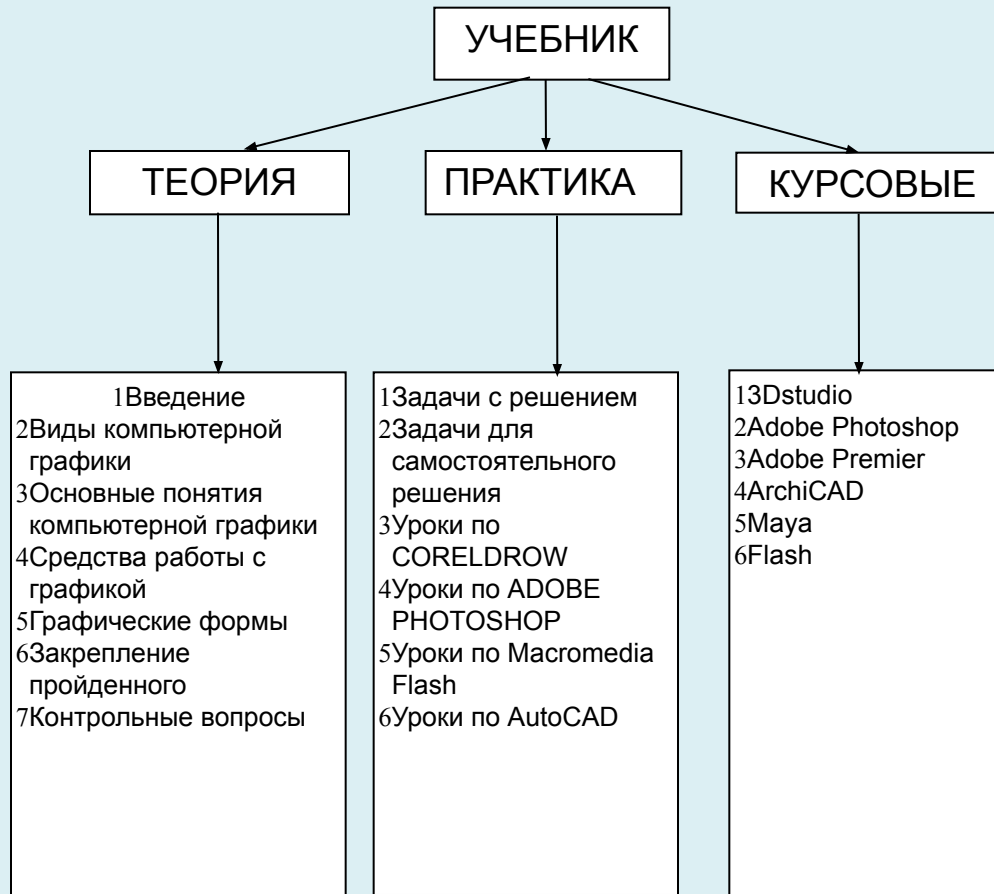 УЧЕБНИК
ТЕОРИЯ
ПРАКТИКА
КУРСОВЫЕ
1Введение
2Виды компьютерной
графики
3Основные понятия
компьютерной графики
4Средства работы с
графикой
5Графические формы
6Закрепление
пройденного
7Контрольные вопросы
1Задачи с решением
2Задачи для
самостоятельного
решения
3Уроки по
CORELDROW
4Уроки по ADOBE
PHOTOSHOP
5Уроки по Macromedia
Flash
6Уроки по AutoCAD
13Dstudio
2Adobe Photoshop
3Adobe Premier
4ArchiCAD
5Maya
6Flash